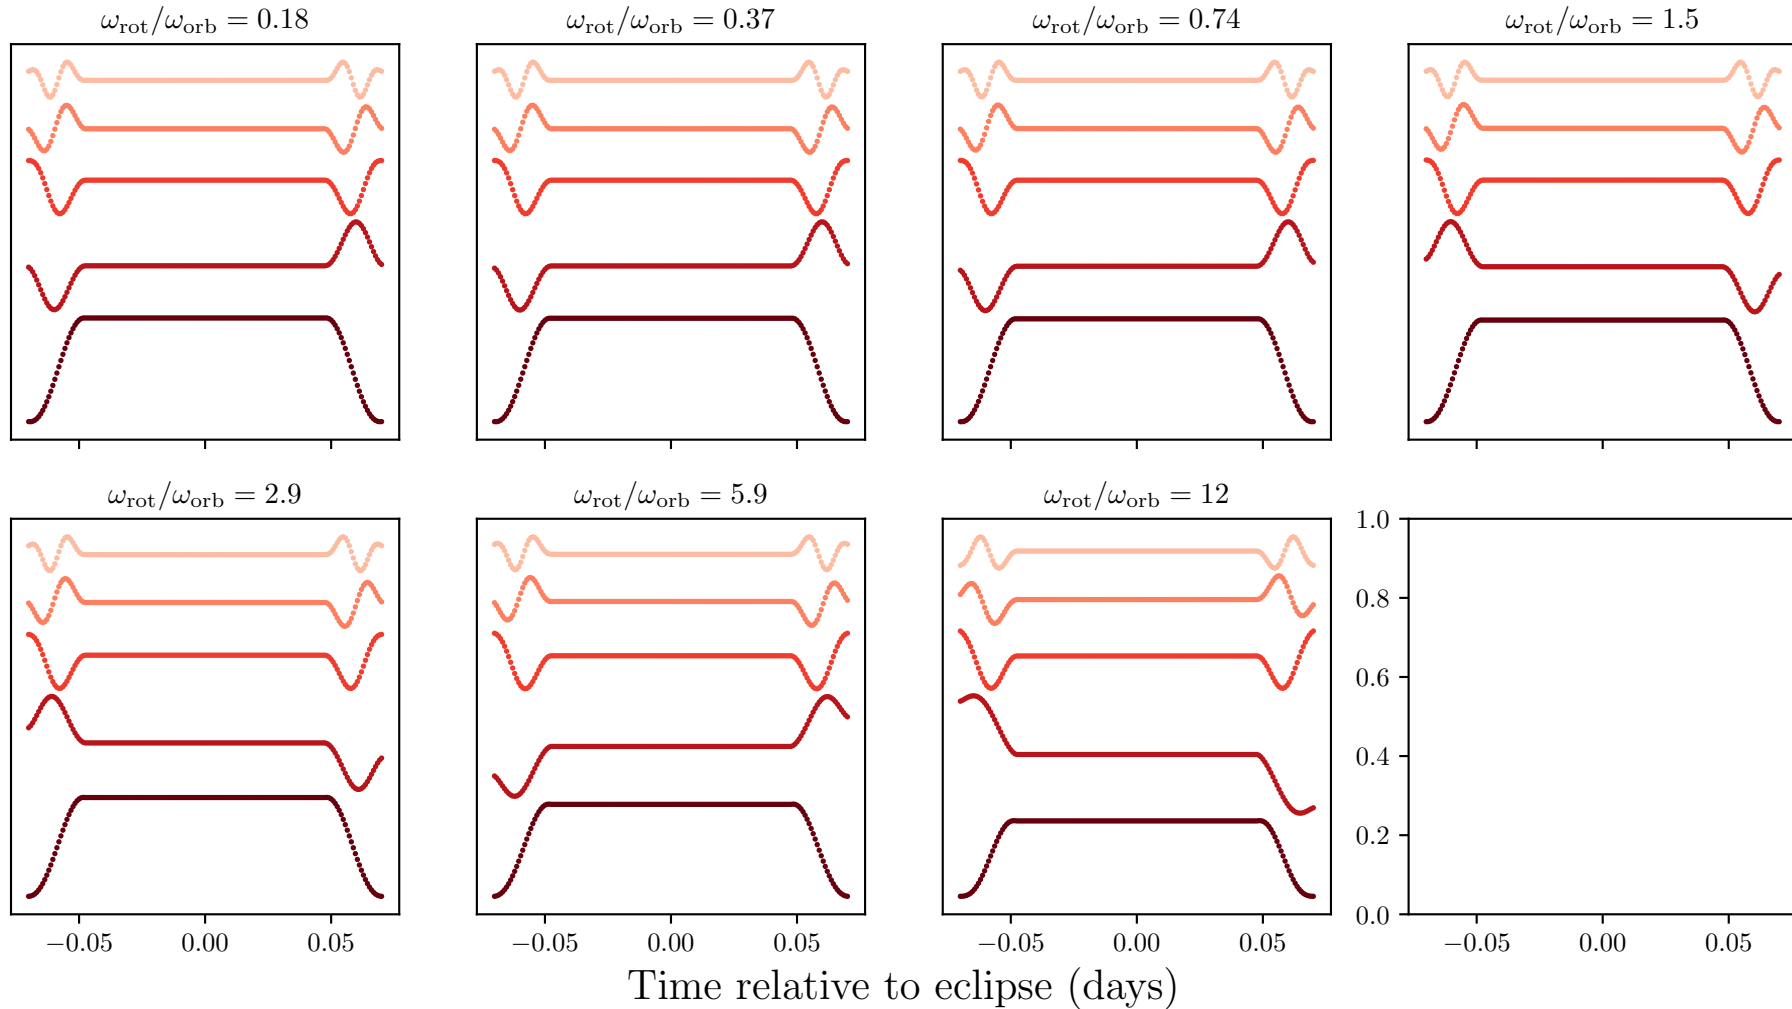 ω_rot/ω_orb = 0.18
ω_rot/ω_orb = 0.37
ω_rot/ω_orb = 0.74
ω_rot/ω_orb = 1.5
ω_rot/ω_orb = 2.9
ω_rot/ω_orb = 5.9
ω_rot/ω_orb = 12
1.0
0.8
0.6
0.4
0.2
0.0
−0.05 0.00 0.05
−0.05 0.00 0.05
−0.05 0.00 0.05
−0.05 0.00 0.05
Time relative to eclipse (days)